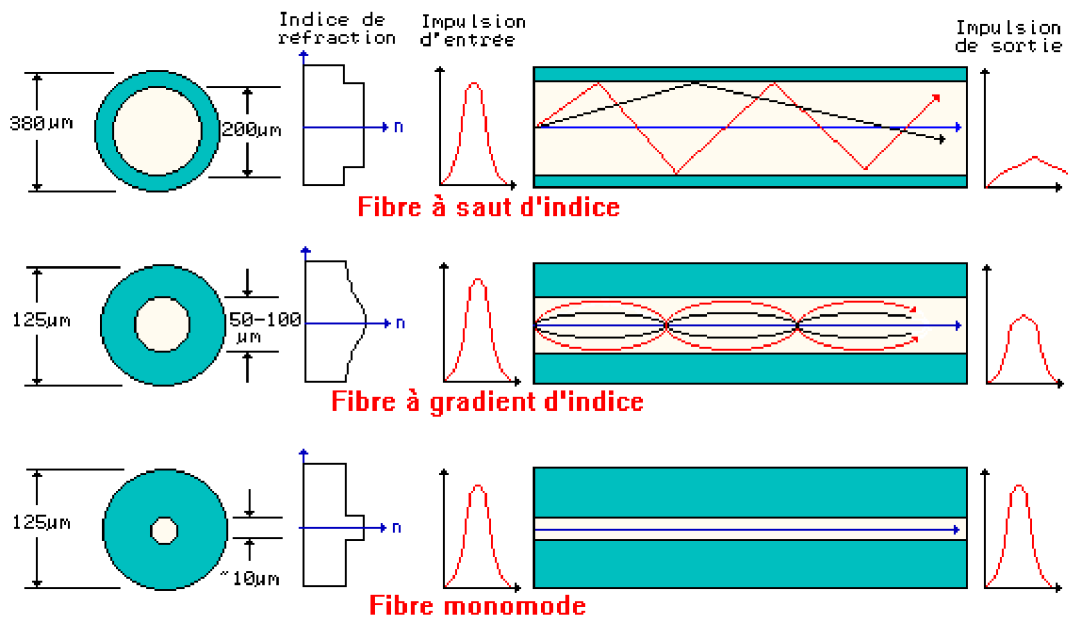 Indice de
réfraction
Impulsion
d'entrée
Impulsion
de sortie
380µm
200µm
n
Fibre à saut d'indice
125µm
50-100
µm
n
Fibre à gradient d'indice
125µm
~10µm
n
Fibre monomode